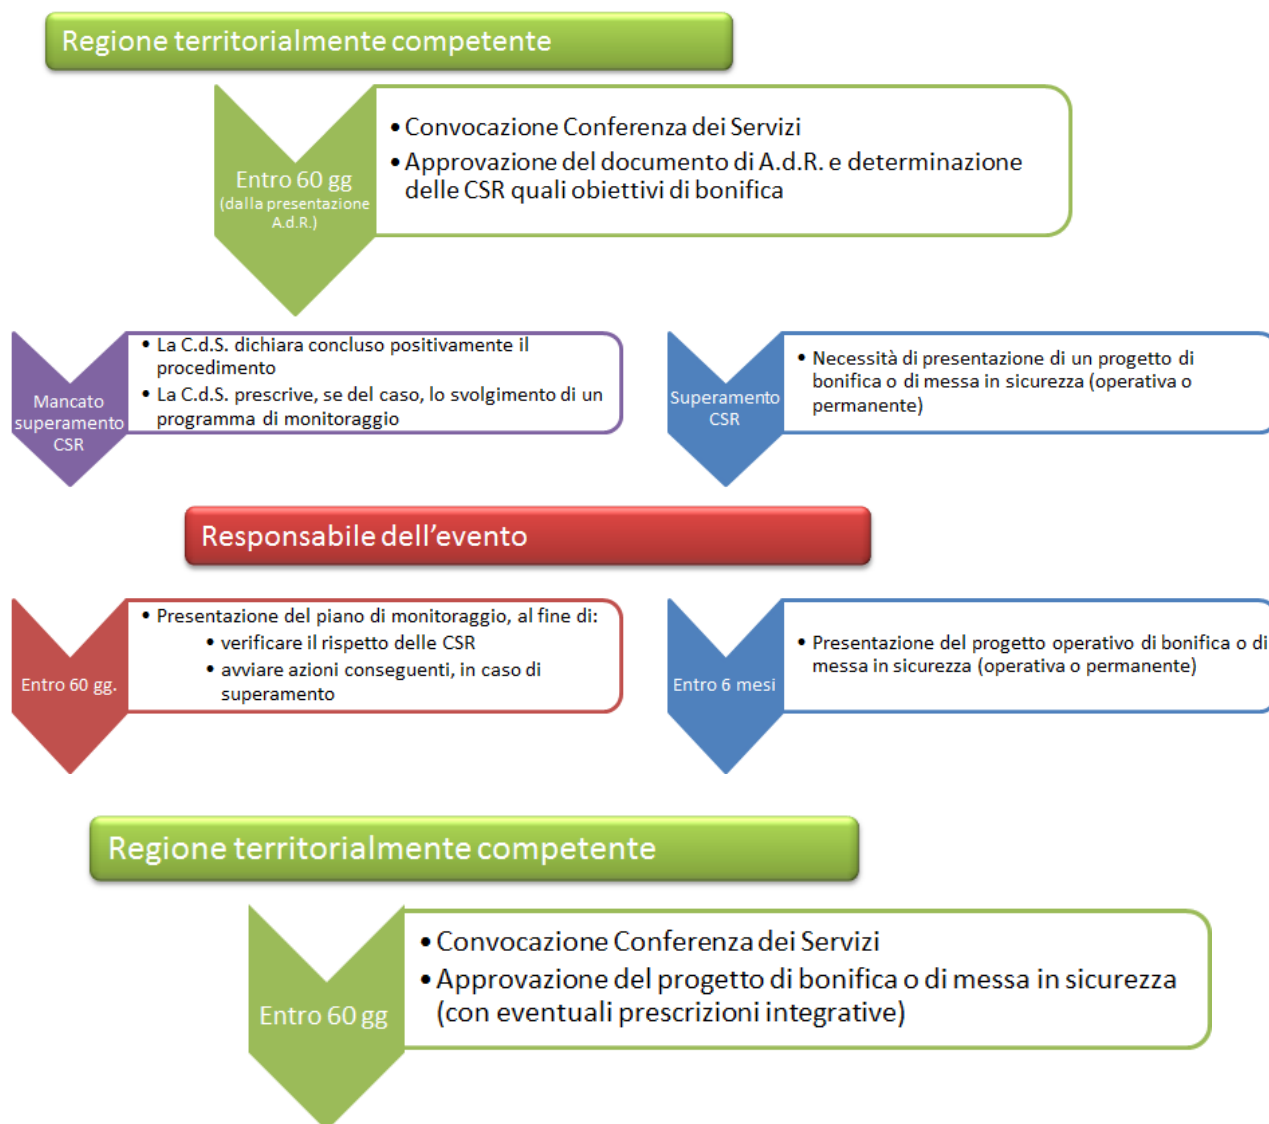 Regione territorialmente competente
Entro 60 gg
(dalla presentazione
A.d.R.)
• Convocazione Conferenza dei Servizi
• Approvazione del documento di A.d.R. e determinazione
delle CSR quali obiettivi di bonifica
Mancato
superamento
CSR
• La C.d.S. dichiara concluso positivamente il
procedimento
• La C.d.S. prescrive, se del caso, lo svolgimento di un
programma di monitoraggio
Superamento
CSR
• Necessità di presentazione di un progetto di
bonifica o di messa in sicurezza (operativa o
permanente)
Responsabile dell’evento
Entro 60 gg.
• Presentazione del piano di monitoraggio, al fine di:
• verificare il rispetto delle CSR
• avviare azioni conseguenti, in caso di
superamento
Entro 6 mesi
• Presentazione del progetto operativo di bonifica o di
messa in sicurezza (operativa o permanente)
Regione territorialmente competente
Entro 60 gg
• Convocazione Conferenza dei Servizi
• Approvazione del progetto di bonifica o di messa in sicurezza
(con eventuali prescrizioni integrative)